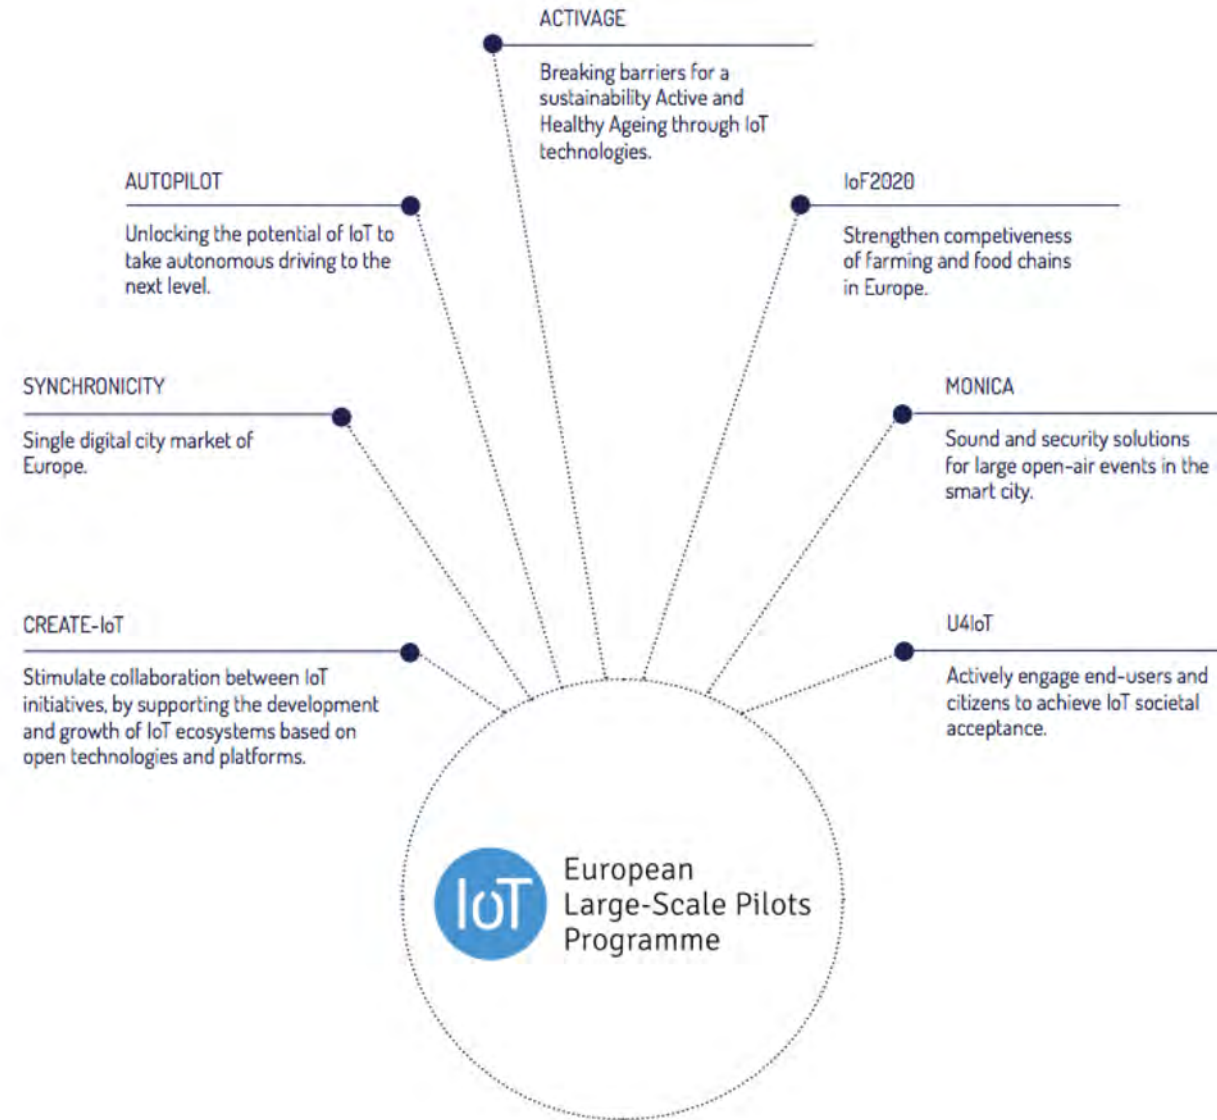 ACTIVAGE
Breaking barriers for a
sustainability Active and
Healthy Ageing through IoT
technologies.
AUTOPILOT
Unlocking the potential of IoT to
take autonomous driving to the
next level.
IoF2020
Strengthen competiveness
of farming and food chains
in Europe.
SYNCHRONICITY
Single digital city market of
Europe.
MONICA
Sound and security solutions
for large open-air events in the
smart city.
CREATE-IoT
Stimulate collaboration between IoT
initiatives, by supporting the development
and growth of IoT ecosystems based on
open technologies and platforms.
U4IoT
Actively engage end-users and
citizens to achieve IoT societal
acceptance.
IoT
European
Large-Scale Pilots
Programme